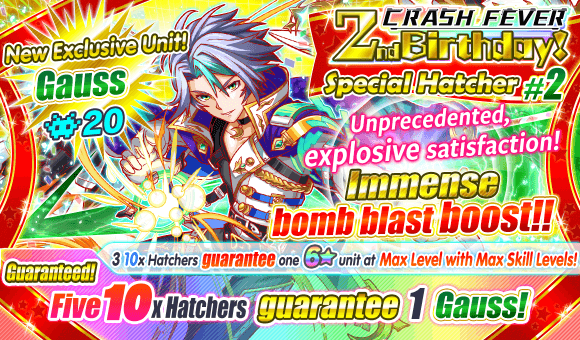 CRASH FEVER
2nd Birthday!
Special Hatcher #2
New Exclusive Unit!
Gauss
20
Unprecedented,
explosive satisfaction!
Immense
bomb blast boost!!
3 10x Hatchers guarantee one 6★ unit at Max Level with Max Skill Levels!
Guaranteed!
Five 10x Hatchers guarantee 1 Gauss!